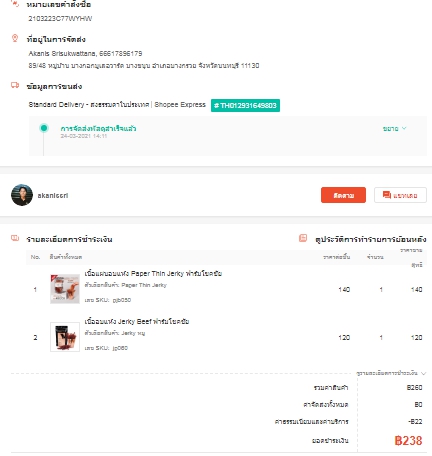 หมายเลขคำสั่งซื้อ
2103223C77WYHW
ที่อยู่ในการจัดส่ง
Akanis Srisukwattana, 66617896179
89/48 หมู่บ้าน บางกอกบูเลอวาร์ด บางขนุน อำเภอบางกรวย จังหวัดนนทบุรี 11130
ข้อมูลการขนส่ง
Standard Delivery - ส่งธรรมดาในประเทศ | Shopee Express # TH012931649803
การจัดส่งพัสดุสำเร็จแล้ว ขยาย
24-03-2021 14:11
akanissri ติดตาม แชทเลย
รายละเอียดการชำระเงิน ดูประวัติการทำรายการย้อนหลัง
No. สินค้าทั้งหมด ราคาต่อชิ้น จำนวน ราคาขายสุทธิ
1 เนื้อแผ่นอบแห้ง Paper Thin Jerky ฟาร์มโชคชัย 140 1 140
ตัวเลือกสินค้า: Paper Thin Jerky
เลข SKU: pjb050
2 เนื้ออบแห้ง Jerky Beef ฟาร์มโชคชัย 120 1 120
ตัวเลือกสินค้า: Jerky หมู
เลข SKU: jp060
ดูรายละเอียดการชำระเงิน
รวมค่าสินค้า ฿260
ค่าจัดส่งทั้งหมด ฿0
ค่าธรรมเนียมและค่าบริการ -฿22
ยอดชำระเงิน ฿238